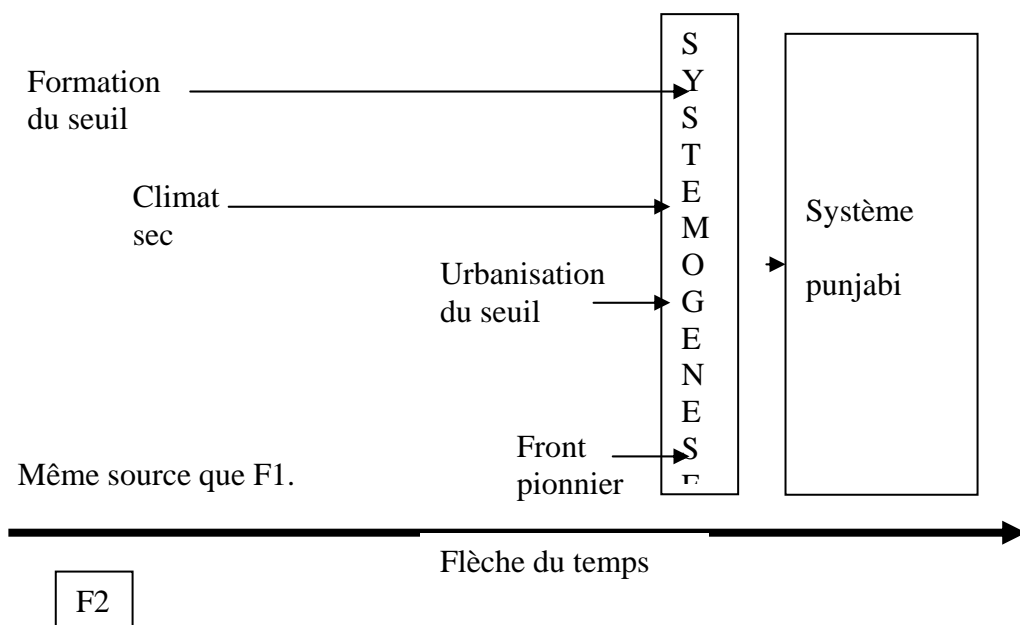 Formation
du seuil
Climat
sec
Urbanisation
du seuil
Front
pionnier
SYSTEMOGENESE
Système
punjabi
Même source que F1.
Flèche du temps
F2